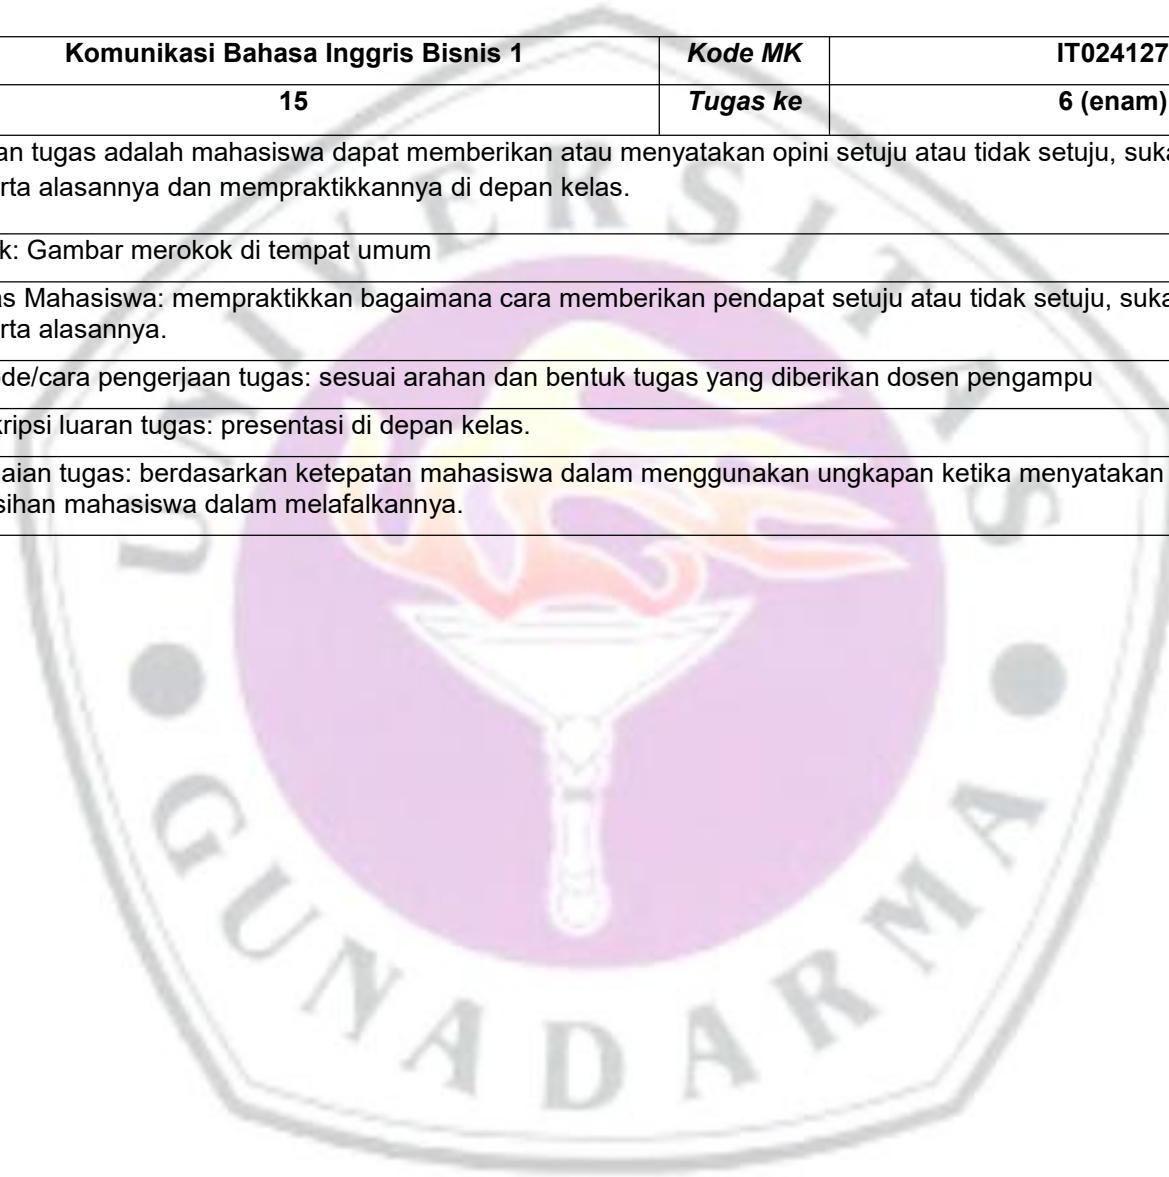 Komunikasi Bahasa Inggris Bisnis 1 Kode MK IT024127
15 Tugas ke 6 (enam)
an tugas adalah mahasiswa dapat memberikan atau menyatakan opini setuju atau tidak setuju, suka
rta alasannya dan mempraktikkannya di depan kelas.
k: Gambar merokok di tempat umum
as Mahasiswa: mempraktikkan bagaimana cara memberikan pendapat setuju atau tidak setuju, suka
rta alasannya.
de/cara pengerjaan tugas: sesuai arahan dan bentuk tugas yang diberikan dosen pengampu
kripsi luaran tugas: presentasi di depan kelas.
aian tugas: berdasarkan ketepatan mahasiswa dalam menggunakan ungkapan ketika menyatakan
sihan mahasiswa dalam melafalkannya.
UNIVERSITAS
GUNADARMA